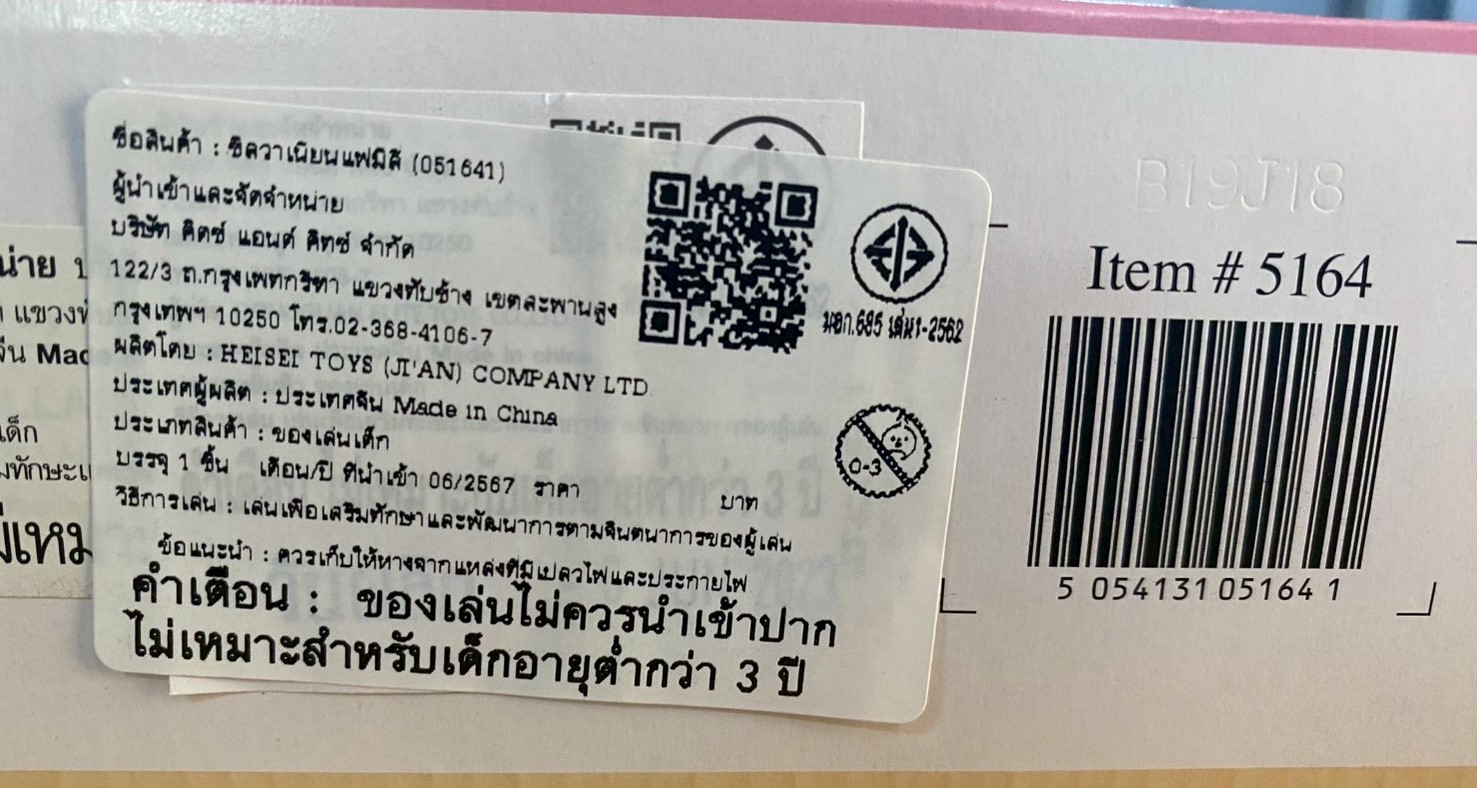 ชื่อสินค้า : ซิลวาเนียนแฟมิลี่ (051641)
ผู้นำเข้าและจัดจำหน่าย
บริษัท คิดซ์ แอนด์ คิทซ์ จำกัด
122/3 ถ.กรุงเทพกรีฑา แขวงทับช้าง เขตสะพานสูง
กรุงเทพฯ 10250 โทร.02-368-4106-7
ผลิตโดย : HEISEI TOYS (JI'AN) COMPANY LTD
ประเทศผู้ผลิต : ประเทศจีน Made in China
ประเภทสินค้า : ของเล่นเด็ก
บรรจุ 1 ชิ้น เดือน/ปี ที่นำเข้า 06/2567 ราคา บาท
วิธีการเล่น : เล่นเพื่อเสริมทักษาและพัฒนาการตามจินตนาการของผู้เล่น
ข้อแนะนำ : ควรเก็บให้ห่างจากแหล่งที่มีเปลวไฟและประกายไฟ
คำเตือน : ของเล่นไม่ควรนำเข้าปาก
ไม่เหมาะสำหรับเด็กอายุต่ำกว่า 3 ปี
มอก.685 เล่ม1-2562
0-3
B19J18
Item # 5164
5 054131 051641
น่าย
แขวงทั
Mad
เด็ก